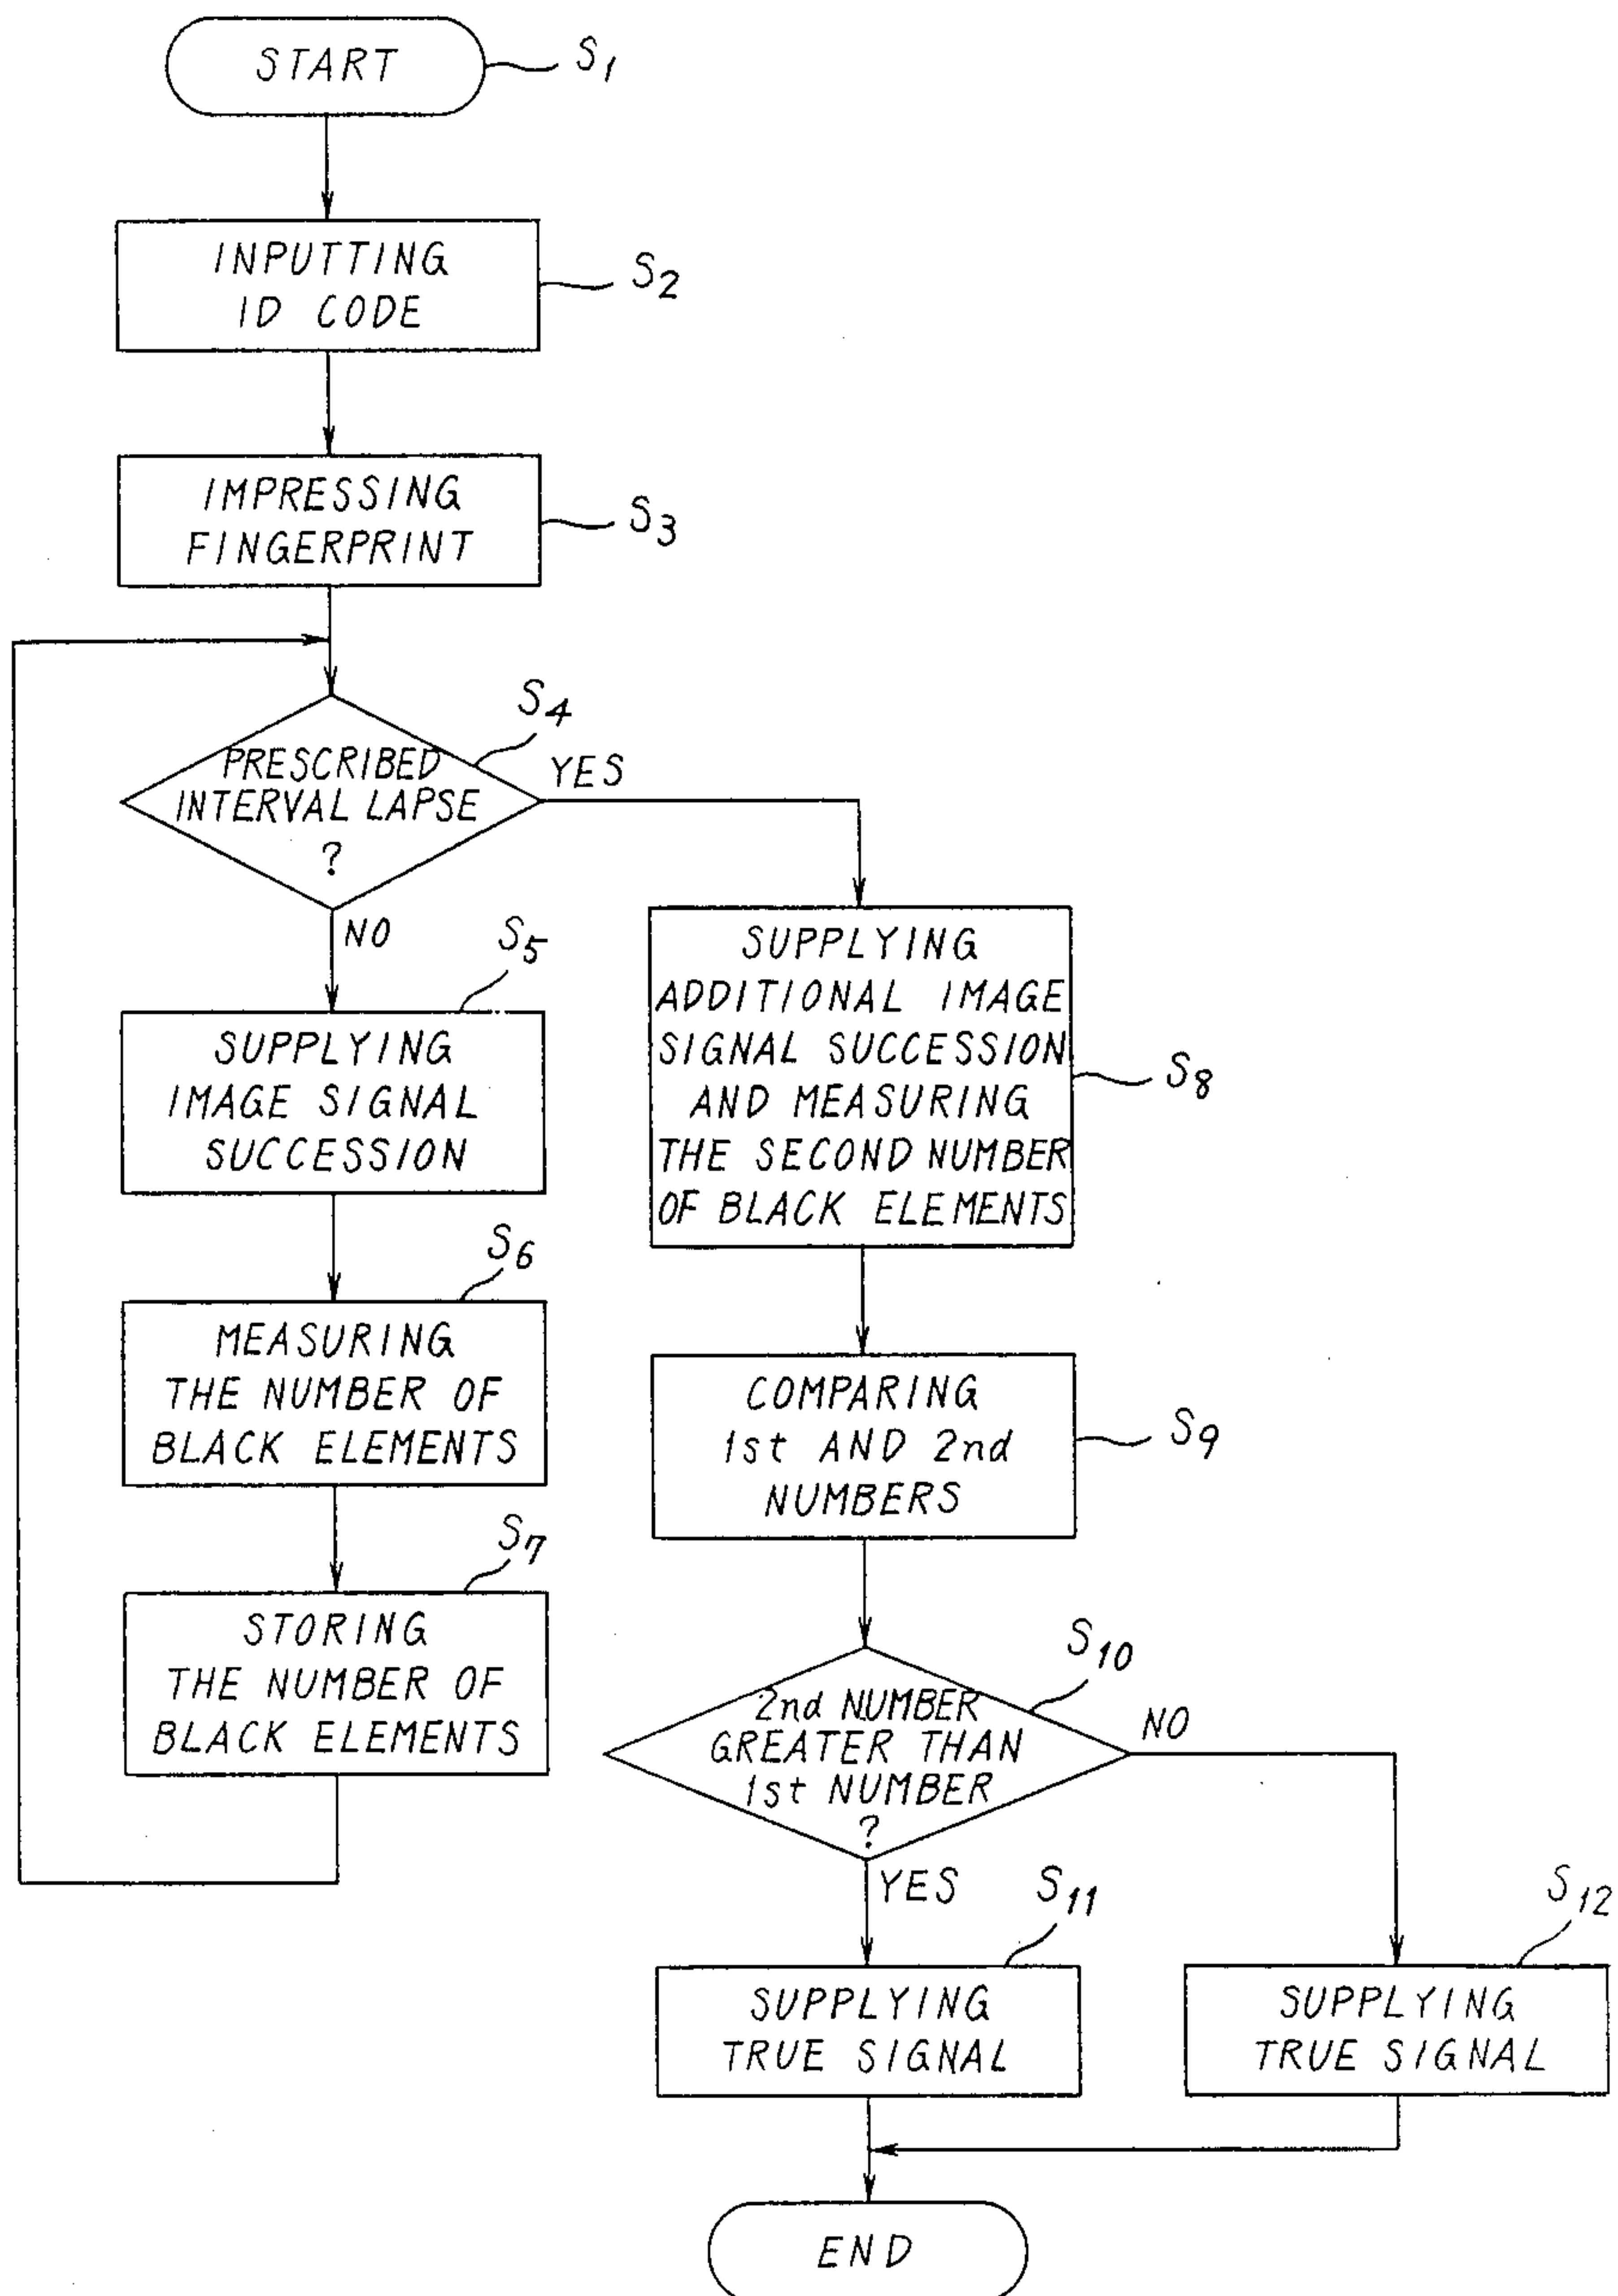 START
S1
INPUTTING
ID CODE
S2
IMPRESSING
FINGERPRINT
S3
S4
PRESCRIBED
INTERVAL LAPSE
?
YES
NO
S5
SUPPLYING
IMAGE SIGNAL
SUCCESSION
S6
MEASURING
THE NUMBER OF
BLACK ELEMENTS
S7
STORING
THE NUMBER OF
BLACK ELEMENTS
SUPPLYING
ADDITIONAL IMAGE
SIGNAL SUCCESSION
AND MEASURING
THE SECOND NUMBER
OF BLACK ELEMENTS
S8
COMPARING
1st AND 2nd
NUMBERS
S9
S10
2nd NUMBER
GREATER THAN
1st NUMBER
?
NO
YES
S11
SUPPLYING
TRUE SIGNAL
S12
SUPPLYING
TRUE SIGNAL
END